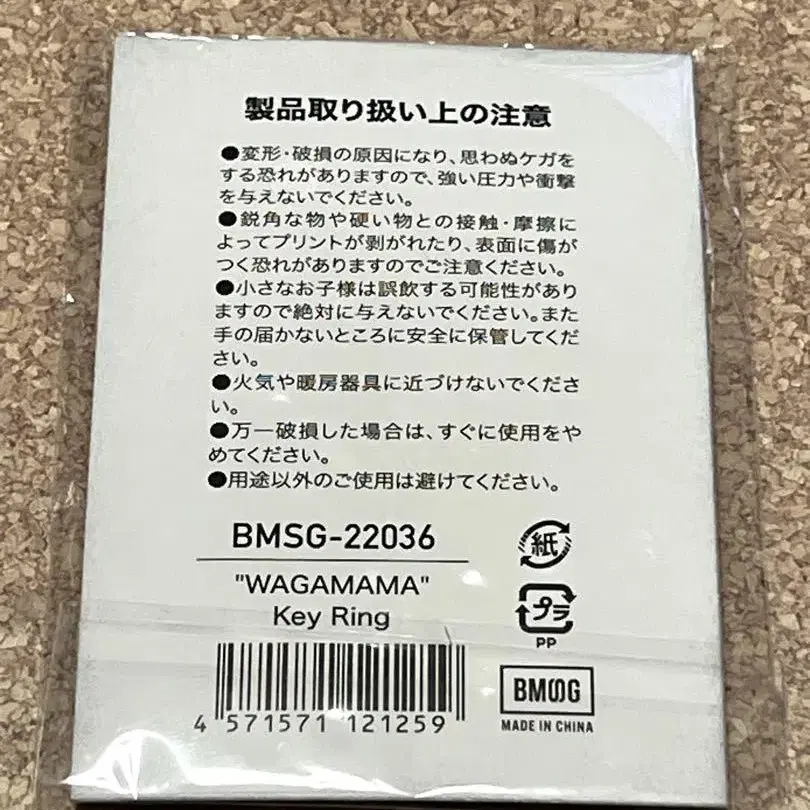 製品取り扱い上の注意
●変形・破損の原因になり、思わぬケガを
する恐れがありますので、強い圧力や衝撃
を与えないでください。
●鋭角な物や硬い物との接触・摩擦に
よってプリントが剥がれたり、表面に傷が
つく恐れがありますのでご注意ください。
●小さなお子様は誤飲する可能性があり
ますので絶対に与えないでください。また
手の届かないところに安全に保管してくだ
さい。
●火気や暖房器具に近づけないでくださ
い。
●万一破損した場合は、すぐに使用をや
めてください。
●用途以外のご使用は避けてください。
BMSG-22036
"WAGAMAMA"
Key Ring
4 571571 121259
紙
プラ
PP
BMSG
MADE IN CHINA